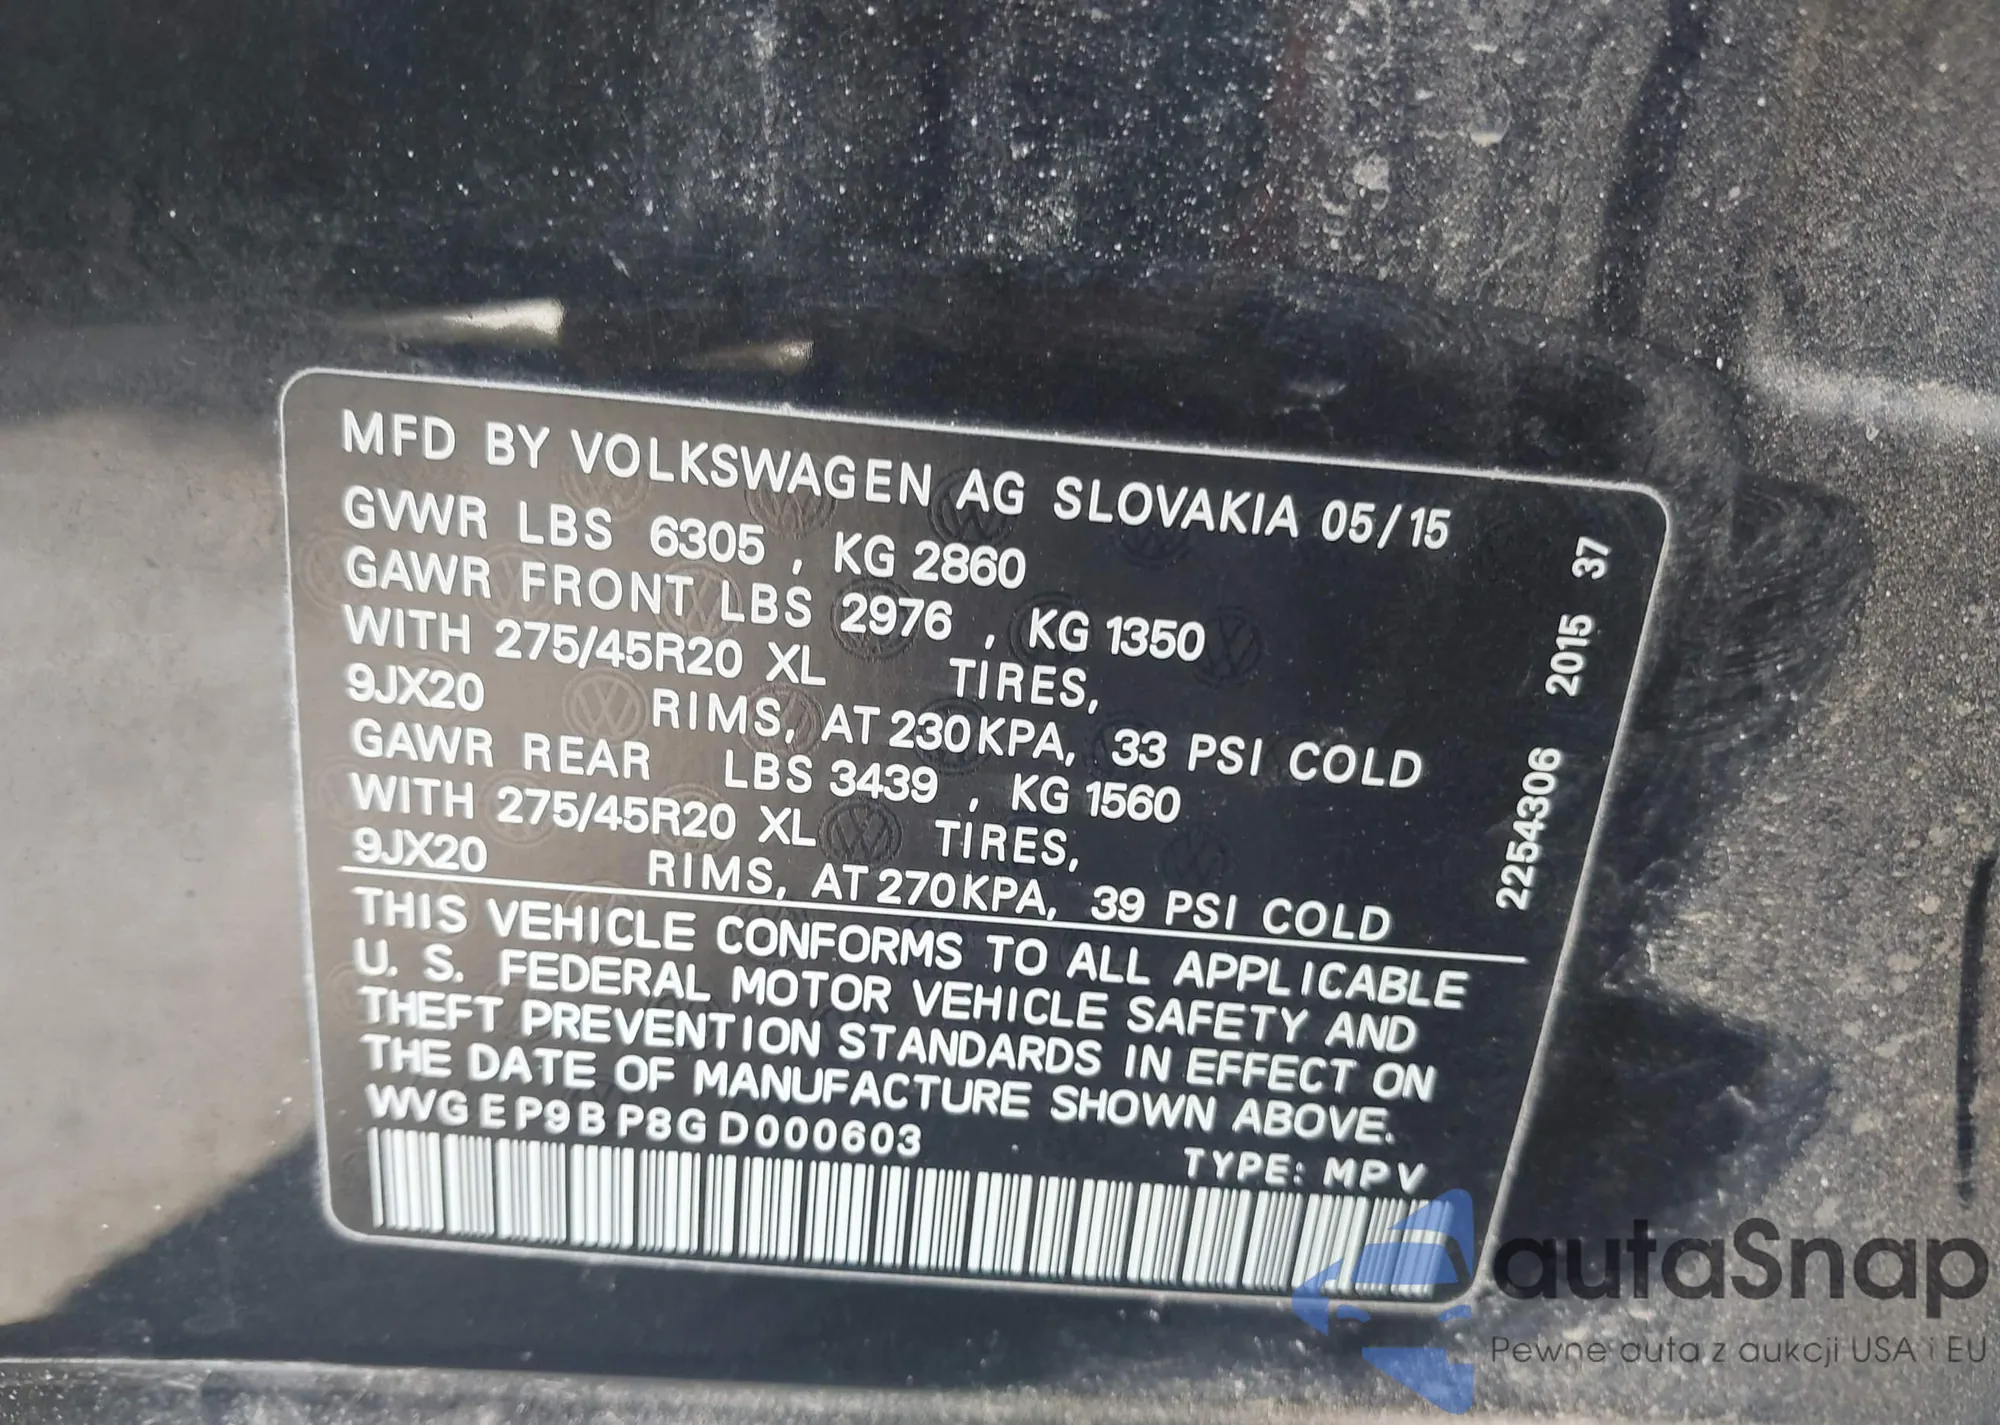 MFD BY VOLKSWAGEN AG SLOVAKIA 05/15
GVWR LBS 6305 , KG 2860
GAWR FRONT LBS 2976 , KG 1350
WITH 275/45R20 XL TIRES,
9JX20 RIMS, AT 230KPA, 33 PSI COLD
GAWR REAR LBS 3439 , KG 1560
WITH 275/45R20 XL TIRES,
9JX20 RIMS, AT 270KPA, 39 PSI COLD
THIS VEHICLE CONFORMS TO ALL APPLICABLE
U. S. FEDERAL MOTOR VEHICLE SAFETY AND
THEFT PREVENTION STANDARDS IN EFFECT ON
THE DATE OF MANUFACTURE SHOWN ABOVE.
WVGEP9BP8GD000603
TYPE: MPV
2254306 2015 37
autaSnap
Pewne auta z aukcji USA i EU